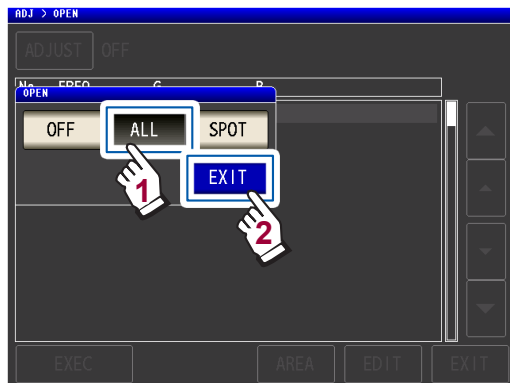 ADJ > OPEN
ADJUST OFF
No FREQ G B
OPEN
OFF ALL SPOT
EXIT
1
2
EXEC AREA EDIT EXIT